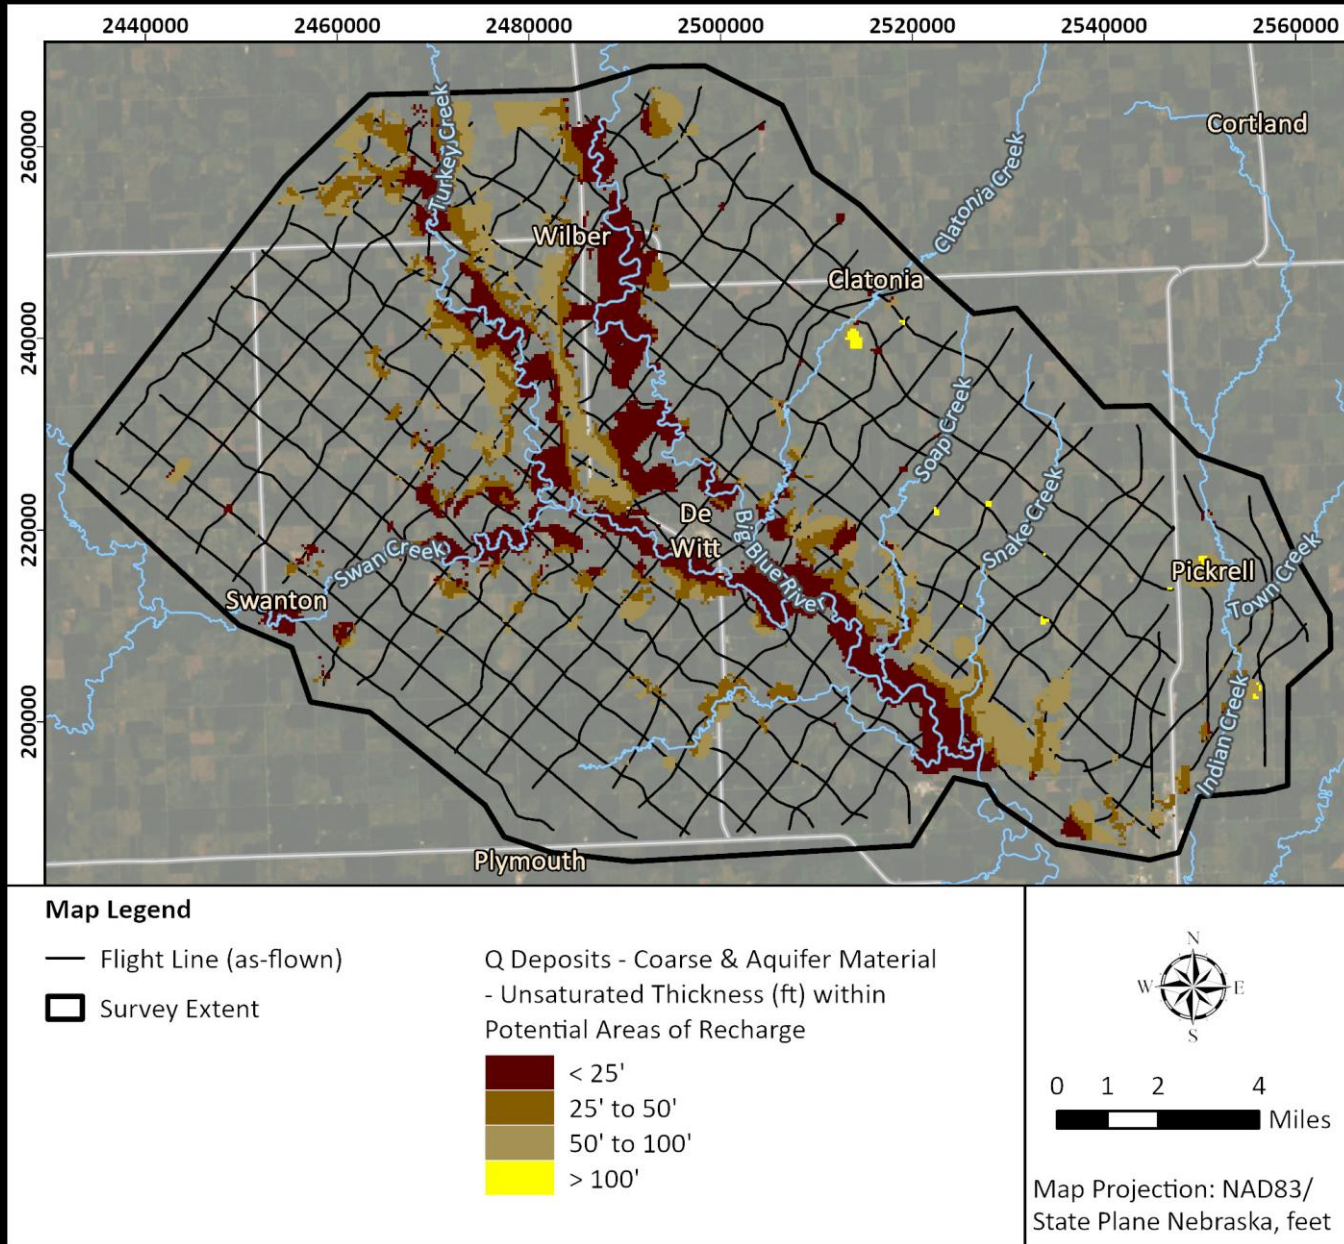 2440000 2460000 2480000 2500000 2520000 2540000 2560000
260000
240000
220000
200000
Turkey Creek
Cortland
Clatonia Creek
Wilber
Clatonia
Soap Creek
De
Witt
Big Blue River
Snake Creek
Swan Creek
Pickrell
Town Creek
Swanton
Indian Creek
Plymouth
Map Legend
Flight Line (as-flown)
Survey Extent
Q Deposits - Coarse & Aquifer Material
- Unsaturated Thickness (ft) within
Potential Areas of Recharge
< 25'
25' to 50'
50' to 100'
> 100'
N
W E
S
0 1 2 4
Miles
Map Projection: NAD83/
State Plane Nebraska, feet